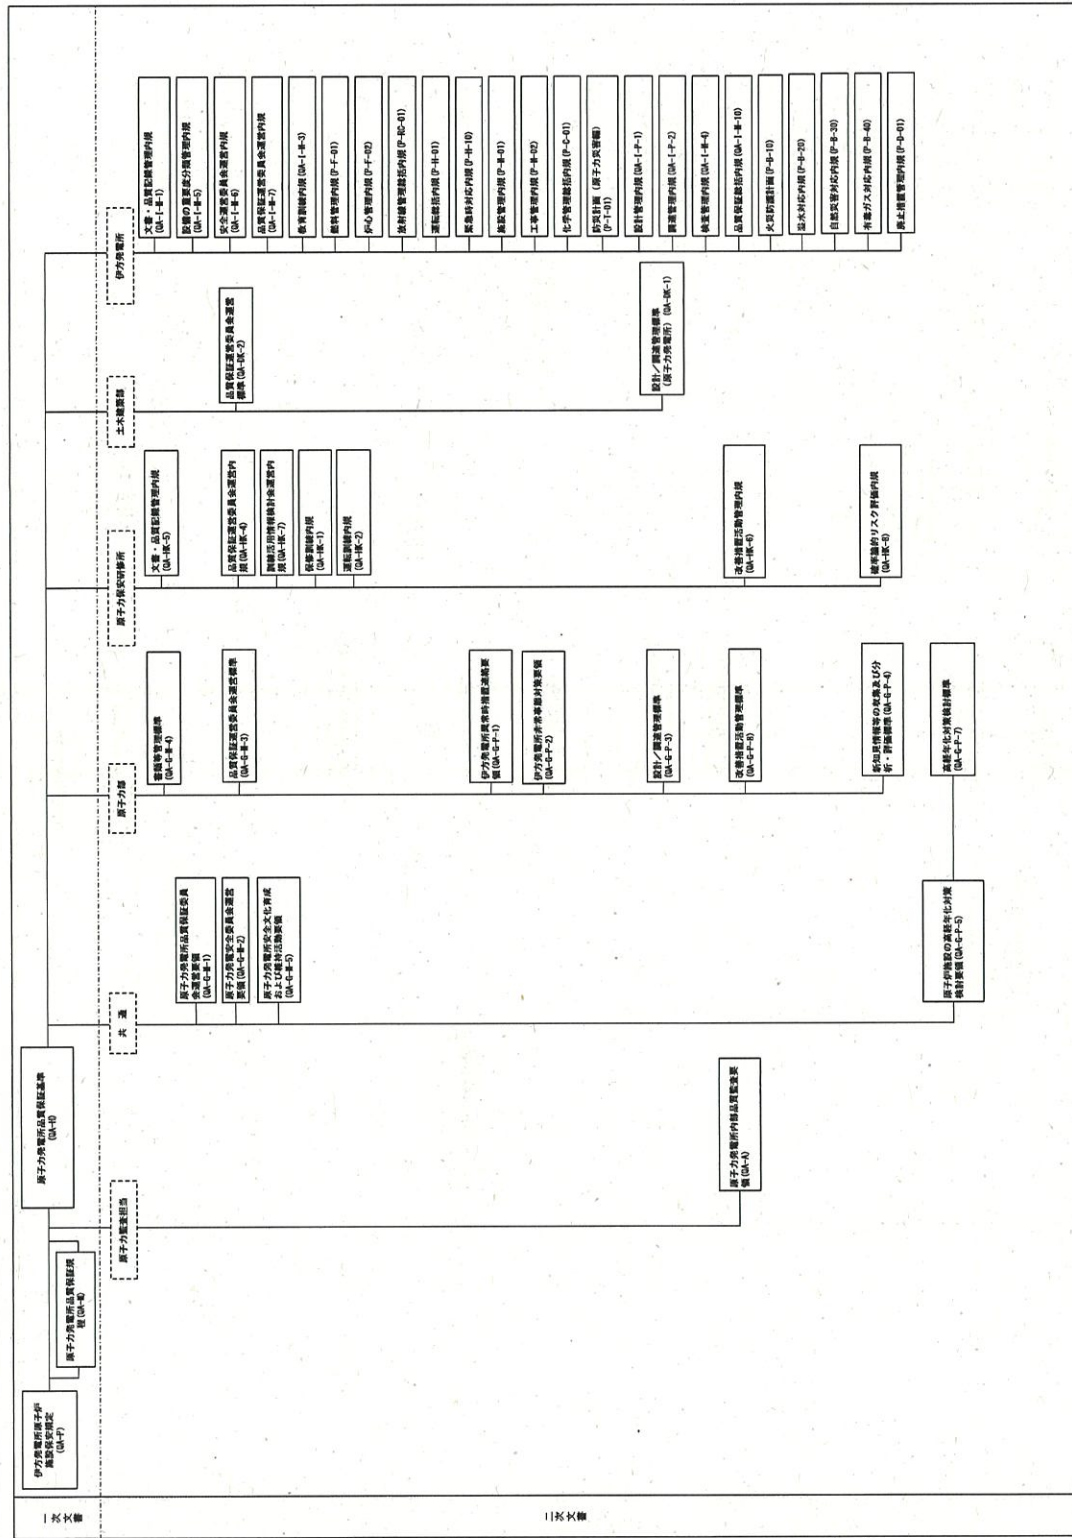 一次文書
伊方発電所原子炉
施設保安規定
(QA-P)
原子力発電所品質保証規
程(QA-M)
原子力発電所品質保証基準
(QA-H)
二次文書
原子力監査担当
原子力発電所内部品質監査要
領(QA-A)
共通
原子力発電所品質保証委員
会運営要領
(QA-G-M-1)
原子力発電安全委員会運営
要領(QA-G-M-2)
原子力発電所安全文化育成
および維持活動要領
(QA-G-M-5)
原子炉施設の高経年化対策
検討要領(QA-G-P-5)
原子力部
書類等管理標準
(QA-G-M-4)
品質保証運営委員会運営標準
(QA-G-M-3)
伊方発電所異常時措置連絡要
領(QA-G-P-1)
伊方発電所非常事態対策要領
(QA-G-P-2)
設計/調達管理標準
(QA-G-P-3)
改善措置活動管理標準
(QA-G-P-8)
新知見情報等の収集及び分
析・評価標準(QA-G-P-4)
高経年化対策検討標準
(QA-G-P-7)
原子力保安研修所
文書・品質記録管理内規
(QA-HK-5)
品質保証運営委員会運営内
規(QA-HK-4)
訓練活用情報検討会運営内
規(QA-HK-7)
保修訓練内規
(QA-HK-1)
運転訓練内規
(QA-HK-2)
改善措置活動管理内規
(QA-HK-6)
確率論的リスク評価内規
(QA-HK-8)
土木建築部
品質保証運営委員会運営
標準(QA-DK-2)
設計/調達管理標準
(原子力発電所)(QA-DK-1)
伊方発電所
文書・品質記録管理内規
(QA-I-M-1)
設備の重要度分類管理内規
(QA-I-M-5)
安全運営委員会運営内規
(QA-I-M-6)
品質保証運営委員会運営内規
(QA-I-M-7)
教育訓練内規(QA-I-M-3)
燃料管理内規(P-F-01)
炉心管理内規(P-F-02)
放射線管理総括内規(P-RC-01)
運転総括内規(P-H-01)
緊急時対応内規(P-H-10)
施設管理内規(P-M-01)
工事管理内規(P-M-02)
化学管理総括内規(P-C-01)
防災計画(原子力災害編)
(P-T-01)
設計管理内規(QA-I-P-1)
調達管理内規(QA-I-P-2)
検査管理内規(QA-I-M-4)
品質保証総括内規(QA-I-M-10)
火災防護計画(P-B-10)
溢水対応内規(P-B-20)
自然災害対応内規(P-B-30)
有毒ガス対応内規(P-B-40)
廃止措置管理内規(P-D-01)